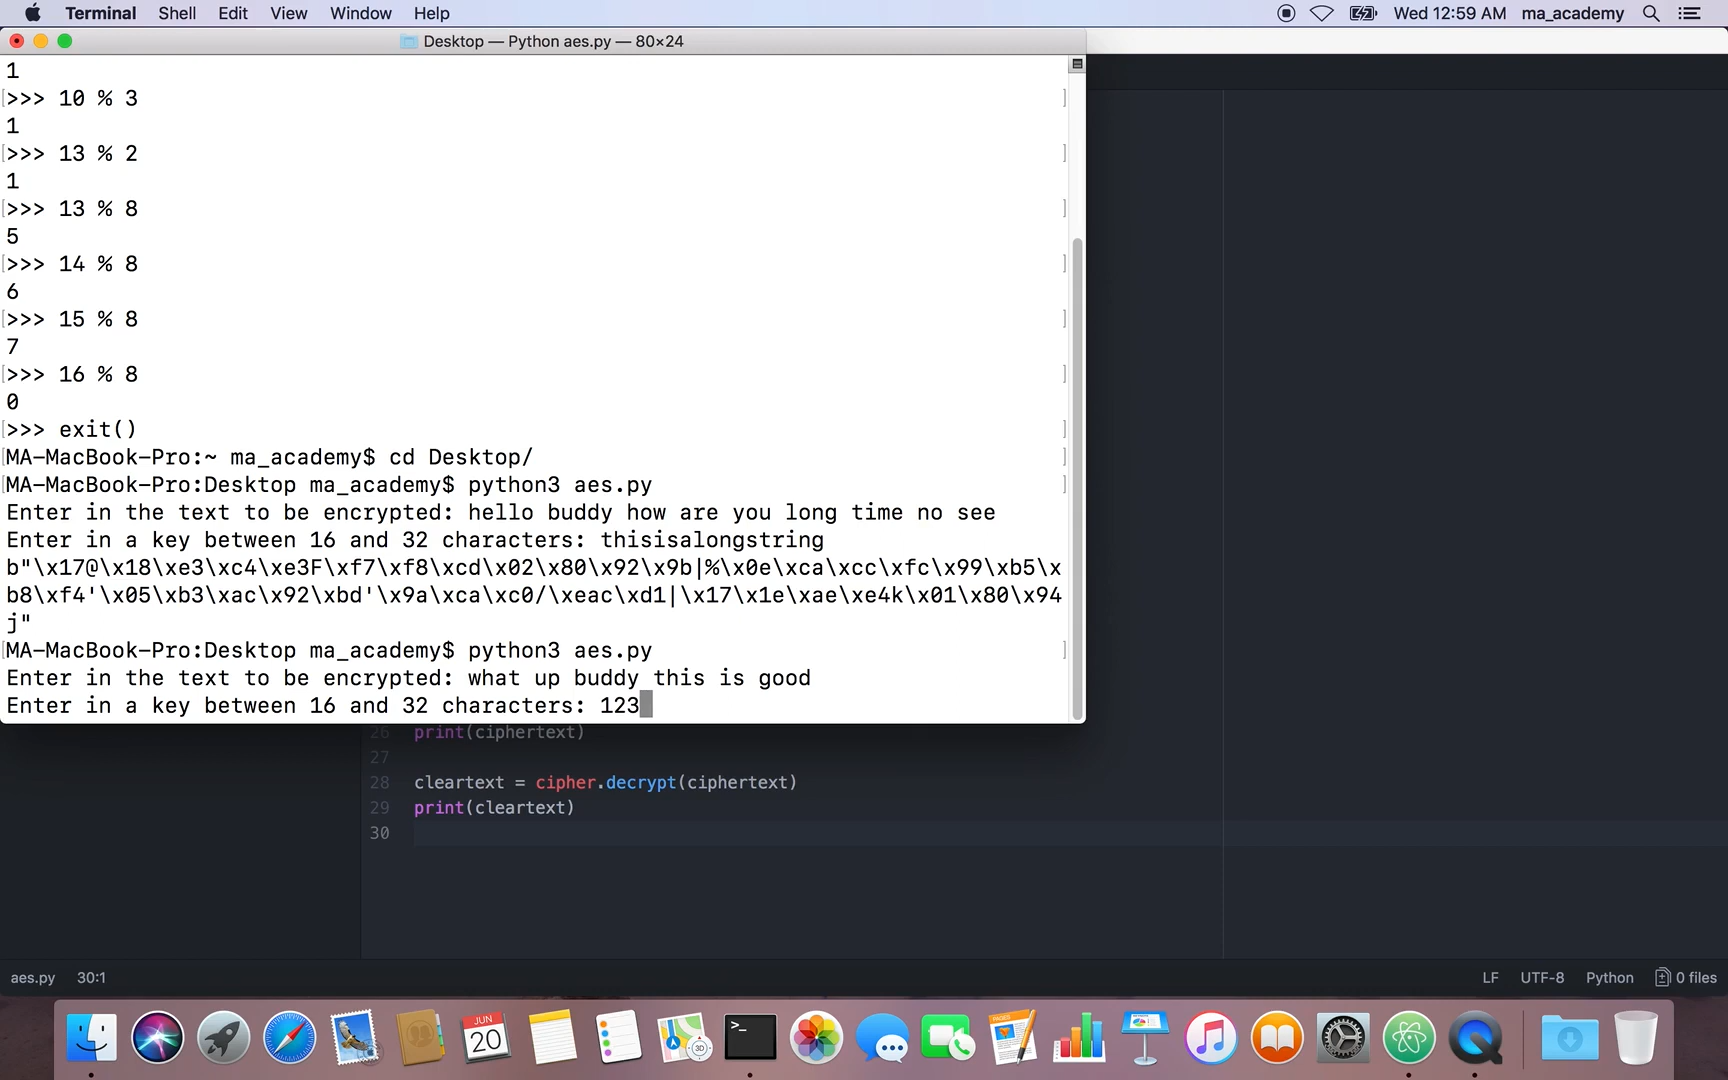 Terminal Shell Edit View Window Help Wed 12:59 AM ma_academy
Desktop — Python aes.py — 80×24
1
>>> 10 % 3
1
>>> 13 % 2
1
>>> 13 % 8
5
>>> 14 % 8
6
>>> 15 % 8
7
>>> 16 % 8
0
>>> exit()
MA-MacBook-Pro:~ ma_academy$ cd Desktop/
MA-MacBook-Pro:Desktop ma_academy$ python3 aes.py
Enter in the text to be encrypted: hello buddy how are you long time no see
Enter in a key between 16 and 32 characters: thisisalongstring
b"\x17@\x18\xe3\xc4\xe3F\xf7\xf8\xcd\x02\x80\x92\x9b|%\x0e\xca\xcc\xfc\x99\xb5\x
b8\xf4'\x05\xb3\xac\x92\xbd'\x9a\xca\xc0/\xeac\xd1|\x17\x1e\xae\xe4k\x01\x80\x94
j"
MA-MacBook-Pro:Desktop ma_academy$ python3 aes.py
Enter in the text to be encrypted: what up buddy this is good
Enter in a key between 16 and 32 characters: 123
26 print(ciphertext)
27
28 cleartext = cipher.decrypt(ciphertext)
29 print(cleartext)
30
aes.py 30:1 LF UTF-8 Python 0 files
JUN
20
3D
>_